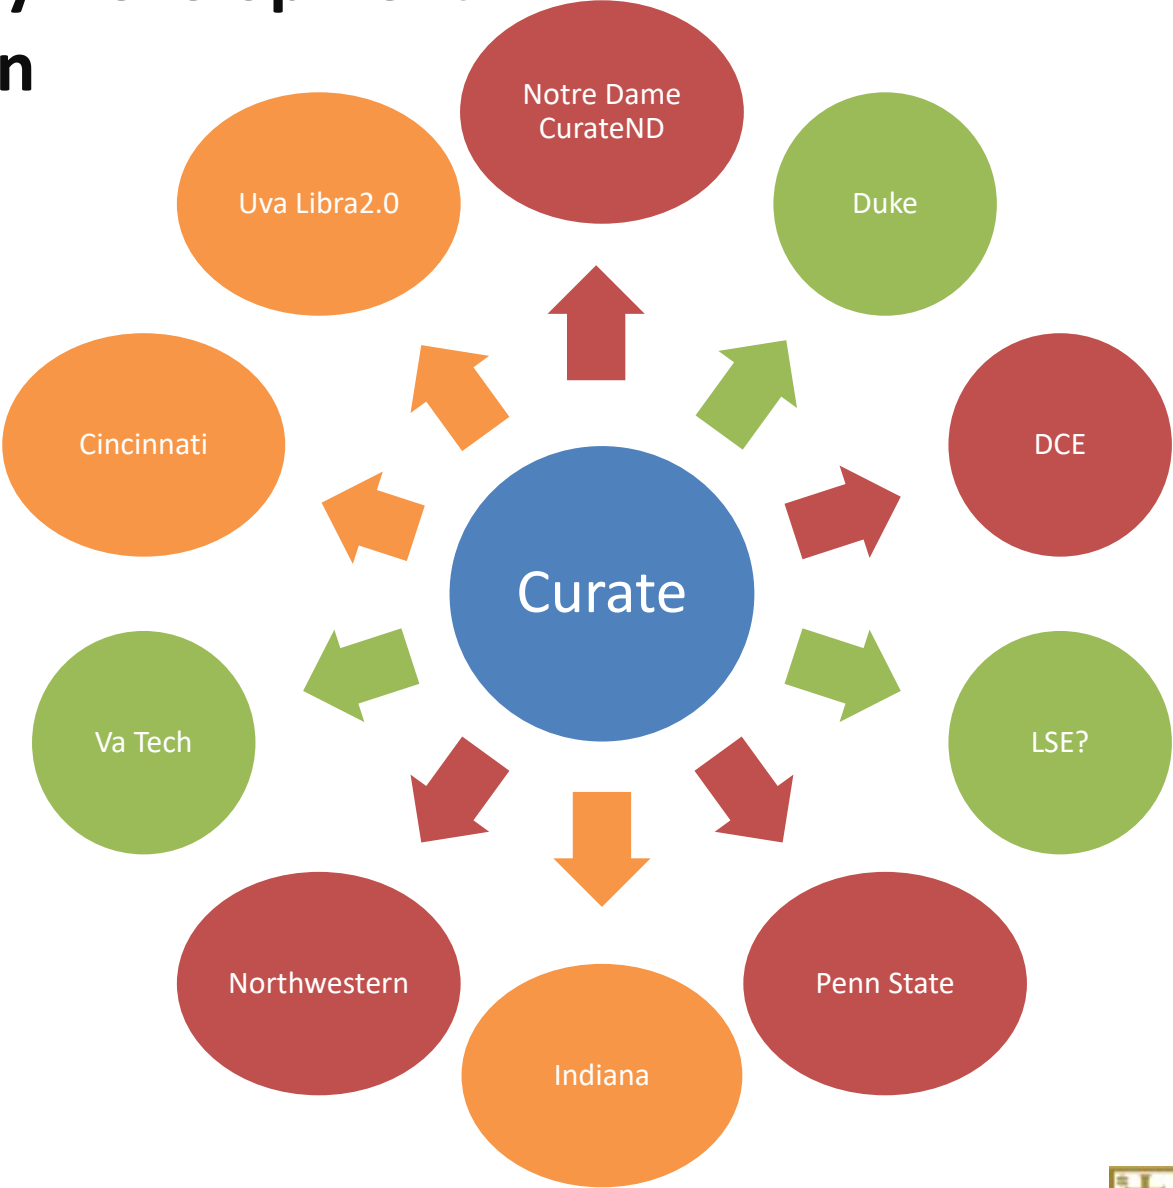 n
Notre Dame
CurateND
Uva Libra2.0
Duke
Cincinnati
DCE
Curate
Va Tech
LSE?
Northwestern
Penn State
Indiana